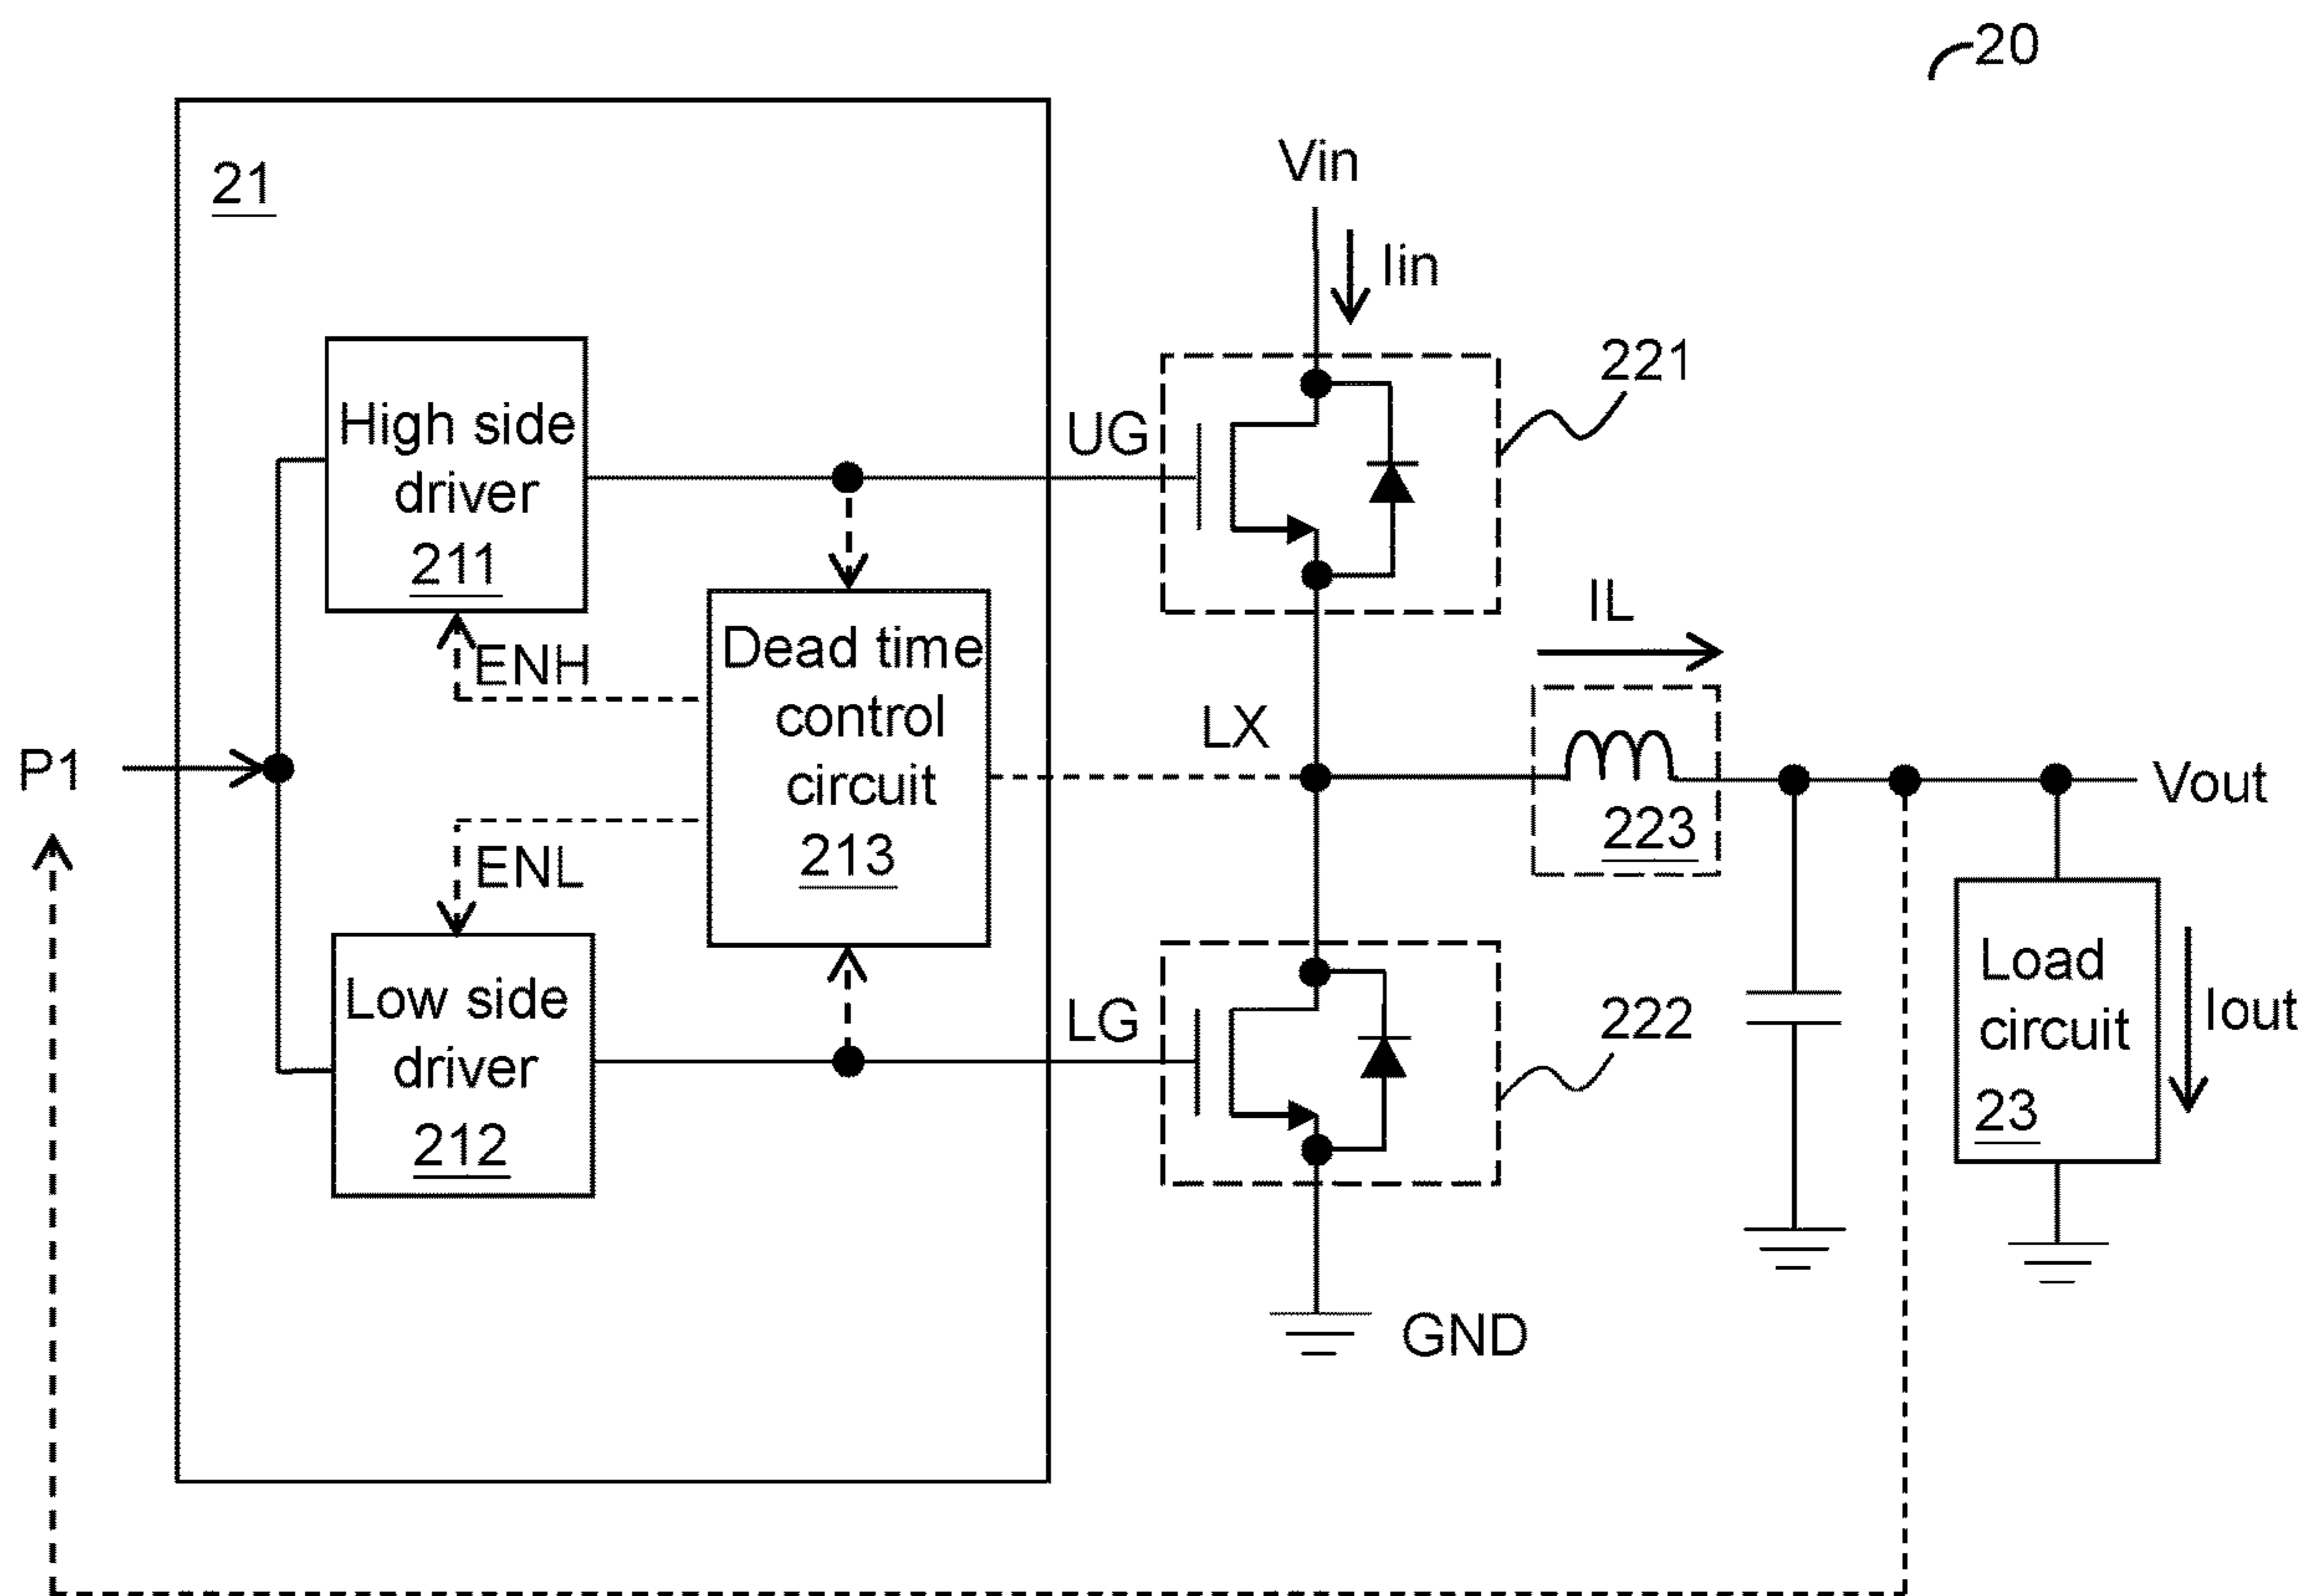 20
21
Vin
Iin
221
High side
driver
211
UG
ENH
Dead time
control
circuit
213
IL
LX
P1
223
Vout
ENL
Low side
driver
212
LG
222
Load
circuit
23
Iout
GND